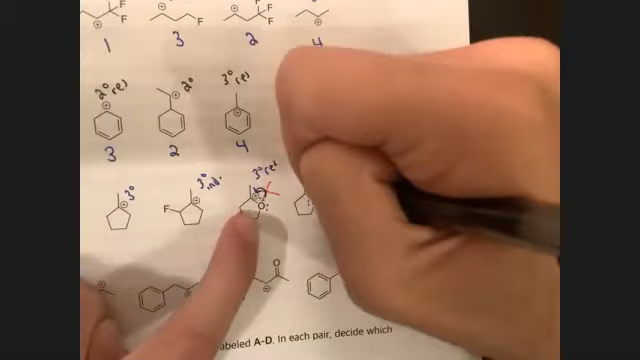 F
F
F
F
F
F
1 3 2 4
2° res 2° 3° res
3 2 4
3° 3° ind. 3° res
F
O
O
labeled A-D. In each pair, decide which